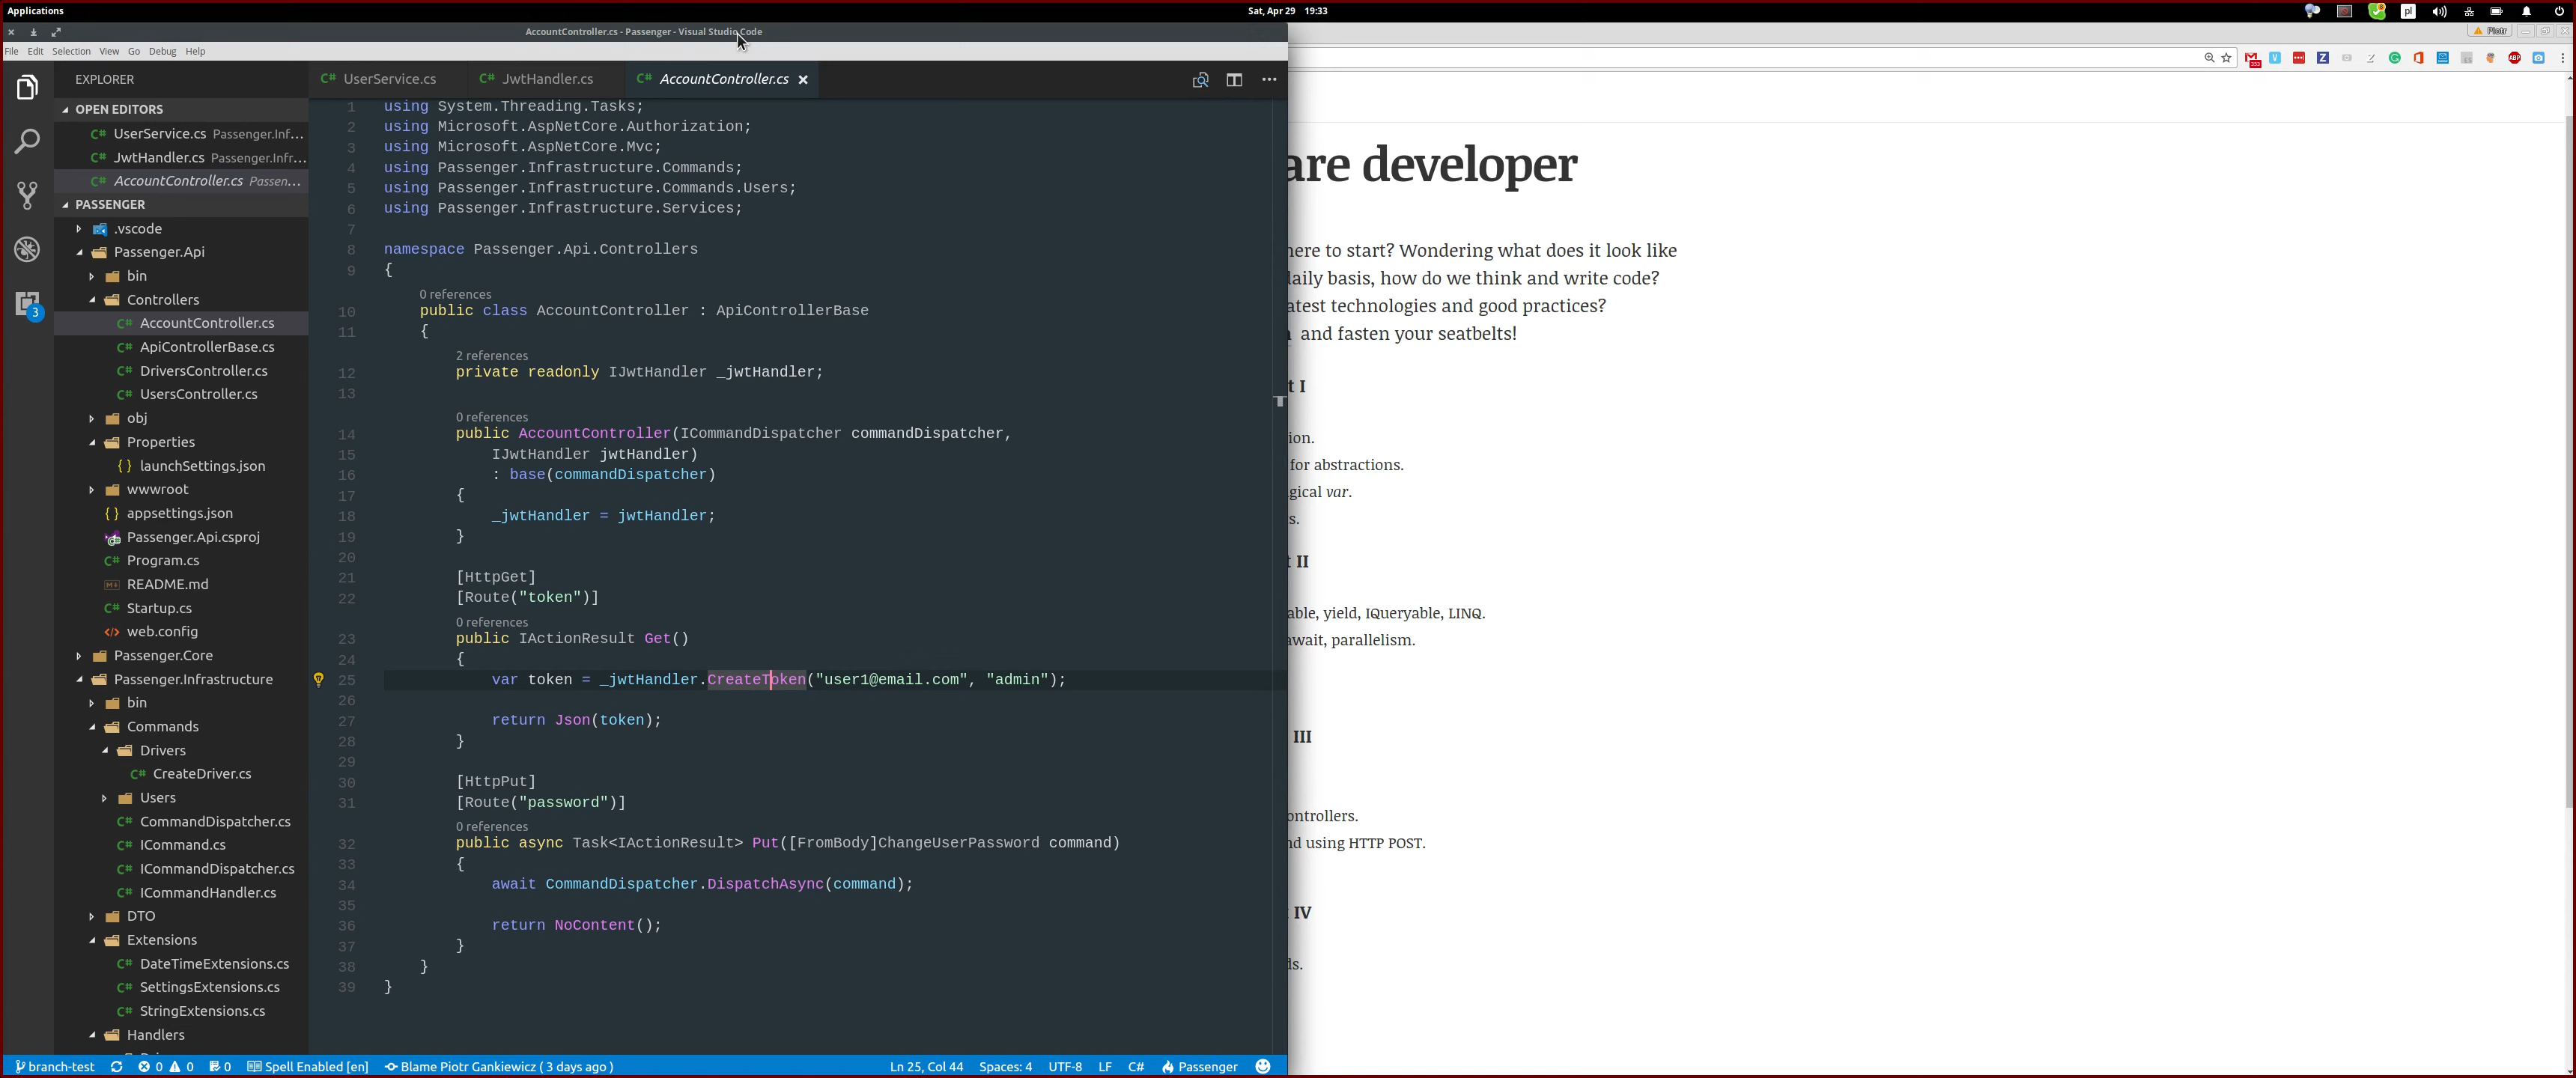 Applications
Sat, Apr 29 19:33
pl
AccountController.cs - Passenger - Visual Studio Code
Piotr
File Edit Selection View Go Debug Help
EXPLORER
UserService.cs
JwtHandler.cs
AccountController.cs
OPEN EDITORS
UserService.cs Passenger.Inf...
JwtHandler.cs Passenger.Infr...
AccountController.cs Passen...
PASSENGER
.vscode
Passenger.Api
bin
Controllers
AccountController.cs
ApiControllerBase.cs
DriversController.cs
UsersController.cs
obj
Properties
launchSettings.json
wwwroot
appsettings.json
Passenger.Api.csproj
Program.cs
README.md
Startup.cs
web.config
Passenger.Core
Passenger.Infrastructure
bin
Commands
Drivers
CreateDriver.cs
Users
CommandDispatcher.cs
ICommand.cs
ICommandDispatcher.cs
ICommandHandler.cs
DTO
Extensions
DateTimeExtensions.cs
SettingsExtensions.cs
StringExtensions.cs
Handlers
3
1 using System.Threading.Tasks;
2 using Microsoft.AspNetCore.Authorization;
3 using Microsoft.AspNetCore.Mvc;
4 using Passenger.Infrastructure.Commands;
5 using Passenger.Infrastructure.Commands.Users;
6 using Passenger.Infrastructure.Services;
7
8 namespace Passenger.Api.Controllers
9 {
0 references
10 public class AccountController : ApiControllerBase
11 {
2 references
12 private readonly IJwtHandler _jwtHandler;
13
0 references
14 public AccountController(ICommandDispatcher commandDispatcher,
15 IJwtHandler jwtHandler)
16 : base(commandDispatcher)
17 {
18 _jwtHandler = jwtHandler;
19 }
20
21 [HttpGet]
22 [Route("token")]
0 references
23 public IActionResult Get()
24 {
25 var token = _jwtHandler.CreateToken("user1@email.com", "admin");
26
27 return Json(token);
28 }
29
30 [HttpPut]
31 [Route("password")]
0 references
32 public async Task<IActionResult> Put([FromBody]ChangeUserPassword command)
33 {
34 await CommandDispatcher.DispatchAsync(command);
35
36 return NoContent();
37 }
38 }
39 }
are developer
here to start? Wondering what does it look like
daily basis, how do we think and write code?
atest technologies and good practices?
and fasten your seatbelts!
t I
ion.
for abstractions.
gical var.
s.
t II
able, yield, IQueryable, LINQ.
await, parallelism.
III
ontrollers.
nd using HTTP POST.
IV
ds.
branch-test 0 0 0 Spell Enabled [en] Blame Piotr Gankiewicz ( 3 days ago ) Ln 25, Col 44 Spaces: 4 UTF-8 LF C# Passenger